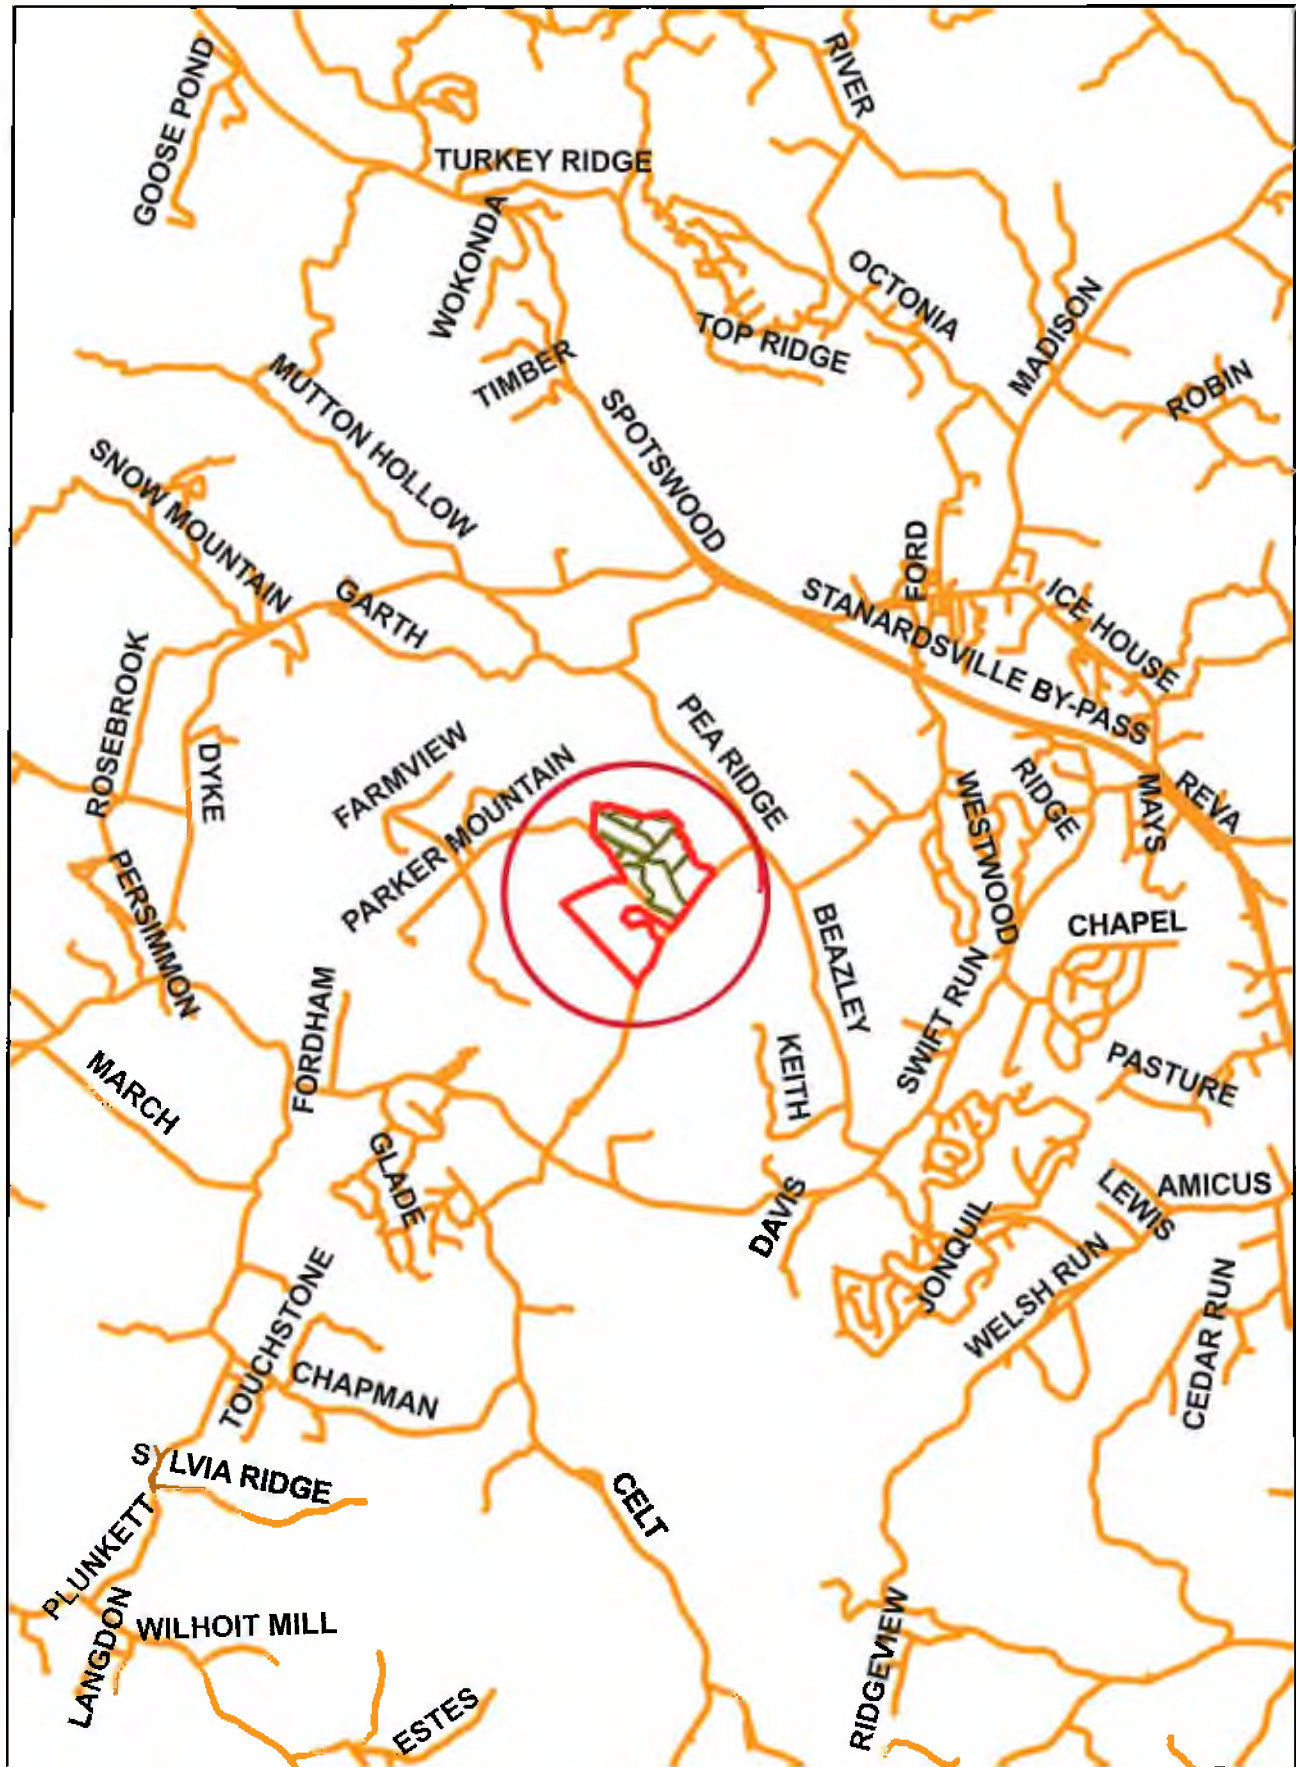 GOOSE POND
RIVER
TURKEY RIDGE
WOKONDA
OCTONIA
MADISON
TOP RIDGE
TIMBER
ROBIN
MUTTON HOLLOW
SPOTSWOOD
SNOW MOUNTAIN
FORD
GARTH
STANARDSVILLE BY-PASS
ICE HOUSE
ROSEBROOK
DYKE
FARMVIEW
PARKER MOUNTAIN
PEA RIDGE
WESTWOOD
RIDGE
MAYS
REVA
PERSIMMON
BEAZLEY
CHAPEL
SWIFT RUN
FORDHAM
KEITH
PASTURE
MARCH
GLADE
DAVIS
LEWIS
AMICUS
JONQUIL
WELSH RUN
CEDAR RUN
TOUCHSTONE
CHAPMAN
SYLVIA RIDGE
CELT
PLUNKETT
LANGDON
WILHOIT MILL
RIDGEVIEW
ESTES